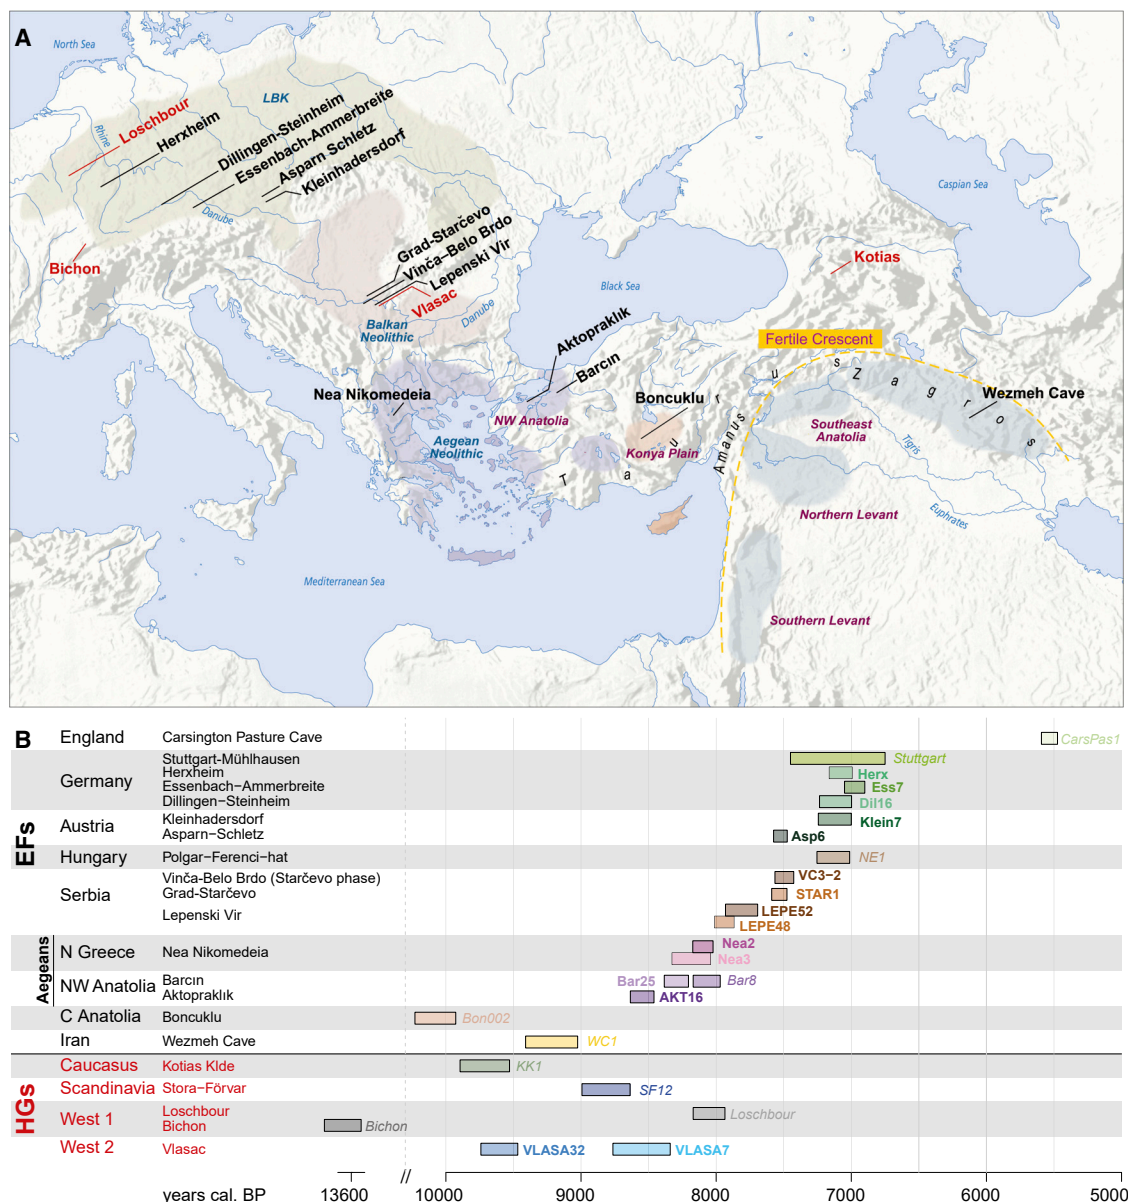 A
North Sea
LBK
Rhine
Loschbour
Herxheim
Dillingen-Steinheim
Essenbach-Ammerbreite
Asparn Schletz
Kleinhadersdorf
Danube
Bichon
Grad-Starčevo
Vinča–Belo Brdo
Lepenski Vir
Vlasac
Danube
Balkan
Neolithic
Caspian Sea
Kotias
Black Sea
Aktopraklık
Barcın
Fertile Crescent
Nea Nikomedeia
NW Anatolia
Boncuklu
Wezmeh Cave
Aegean
Neolithic
Konya Plain
T a u r u s
Amanus
Z a g r o s
Southeast
Anatolia
Tigris
Northern Levant
Euphrates
Mediterranean Sea
Southern Levant
B
EFs
Aegeans
HGs
England Carsington Pasture Cave CarsPas1
Germany
Stuttgart-Mühlhausen Stuttgart
Herxheim Herx
Essenbach-Ammerbreite Ess7
Dillingen-Steinheim Dil16
Austria
Kleinhadersdorf Klein7
Asparn−Schletz Asp6
Hungary Polgar−Ferenci−hat NE1
Serbia
Vinča-Belo Brdo (Starčevo phase) VC3−2
Grad-Starčevo STAR1
Lepenski Vir LEPE52
LEPE48
N Greece Nea Nikomedeia Nea2
Nea3
NW Anatolia
Barcın Bar25 Bar8
Aktopraklık AKT16
C Anatolia Boncuklu Bon002
Iran Wezmeh Cave WC1
Caucasus Kotias Klde KK1
Scandinavia Stora−Förvar SF12
West 1
Loschbour Loschbour
Bichon Bichon
West 2 Vlasac VLASA32 VLASA7
years cal. BP 13600 // 10000 9000 8000 7000 6000 5000